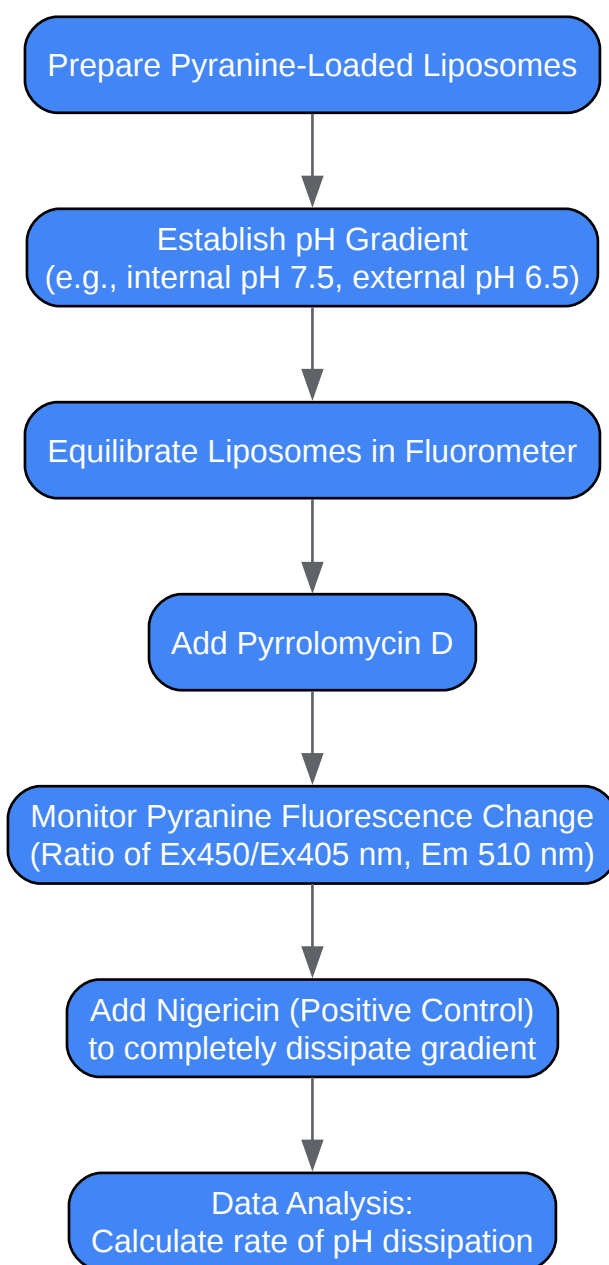 Prepare Pyranine-Loaded Liposomes
Establish pH Gradient
(e.g., internal pH 7.5, external pH 6.5)
Equilibrate Liposomes in Fluorometer
Add Pyrrolomycin D
Monitor Pyranine Fluorescence Change
(Ratio of Ex450/Ex405 nm, Em 510 nm)
Add Nigericin (Positive Control)
to completely dissipate gradient
Data Analysis:
Calculate rate of pH dissipation